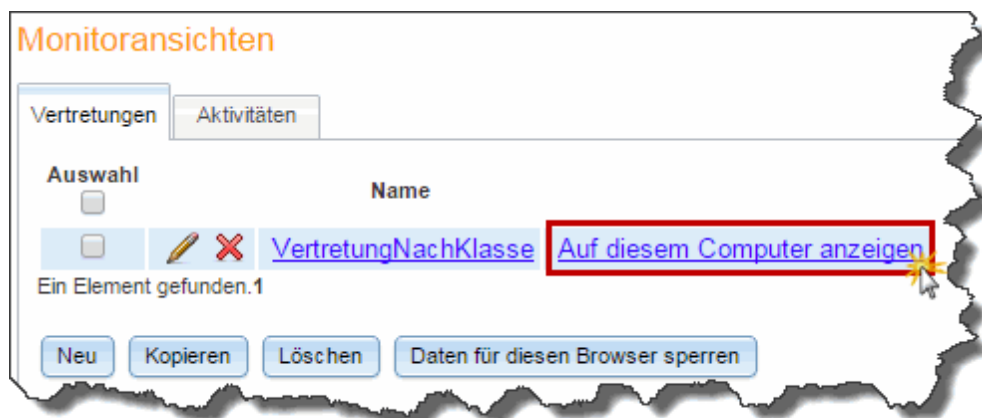 Monitoransichten
Vertretungen Aktivitäten
Auswahl
Name
VertretungNachKlasse Auf diesem Computer anzeigen
Ein Element gefunden.1
Neu Kopieren Löschen Daten für diesen Browser sperren